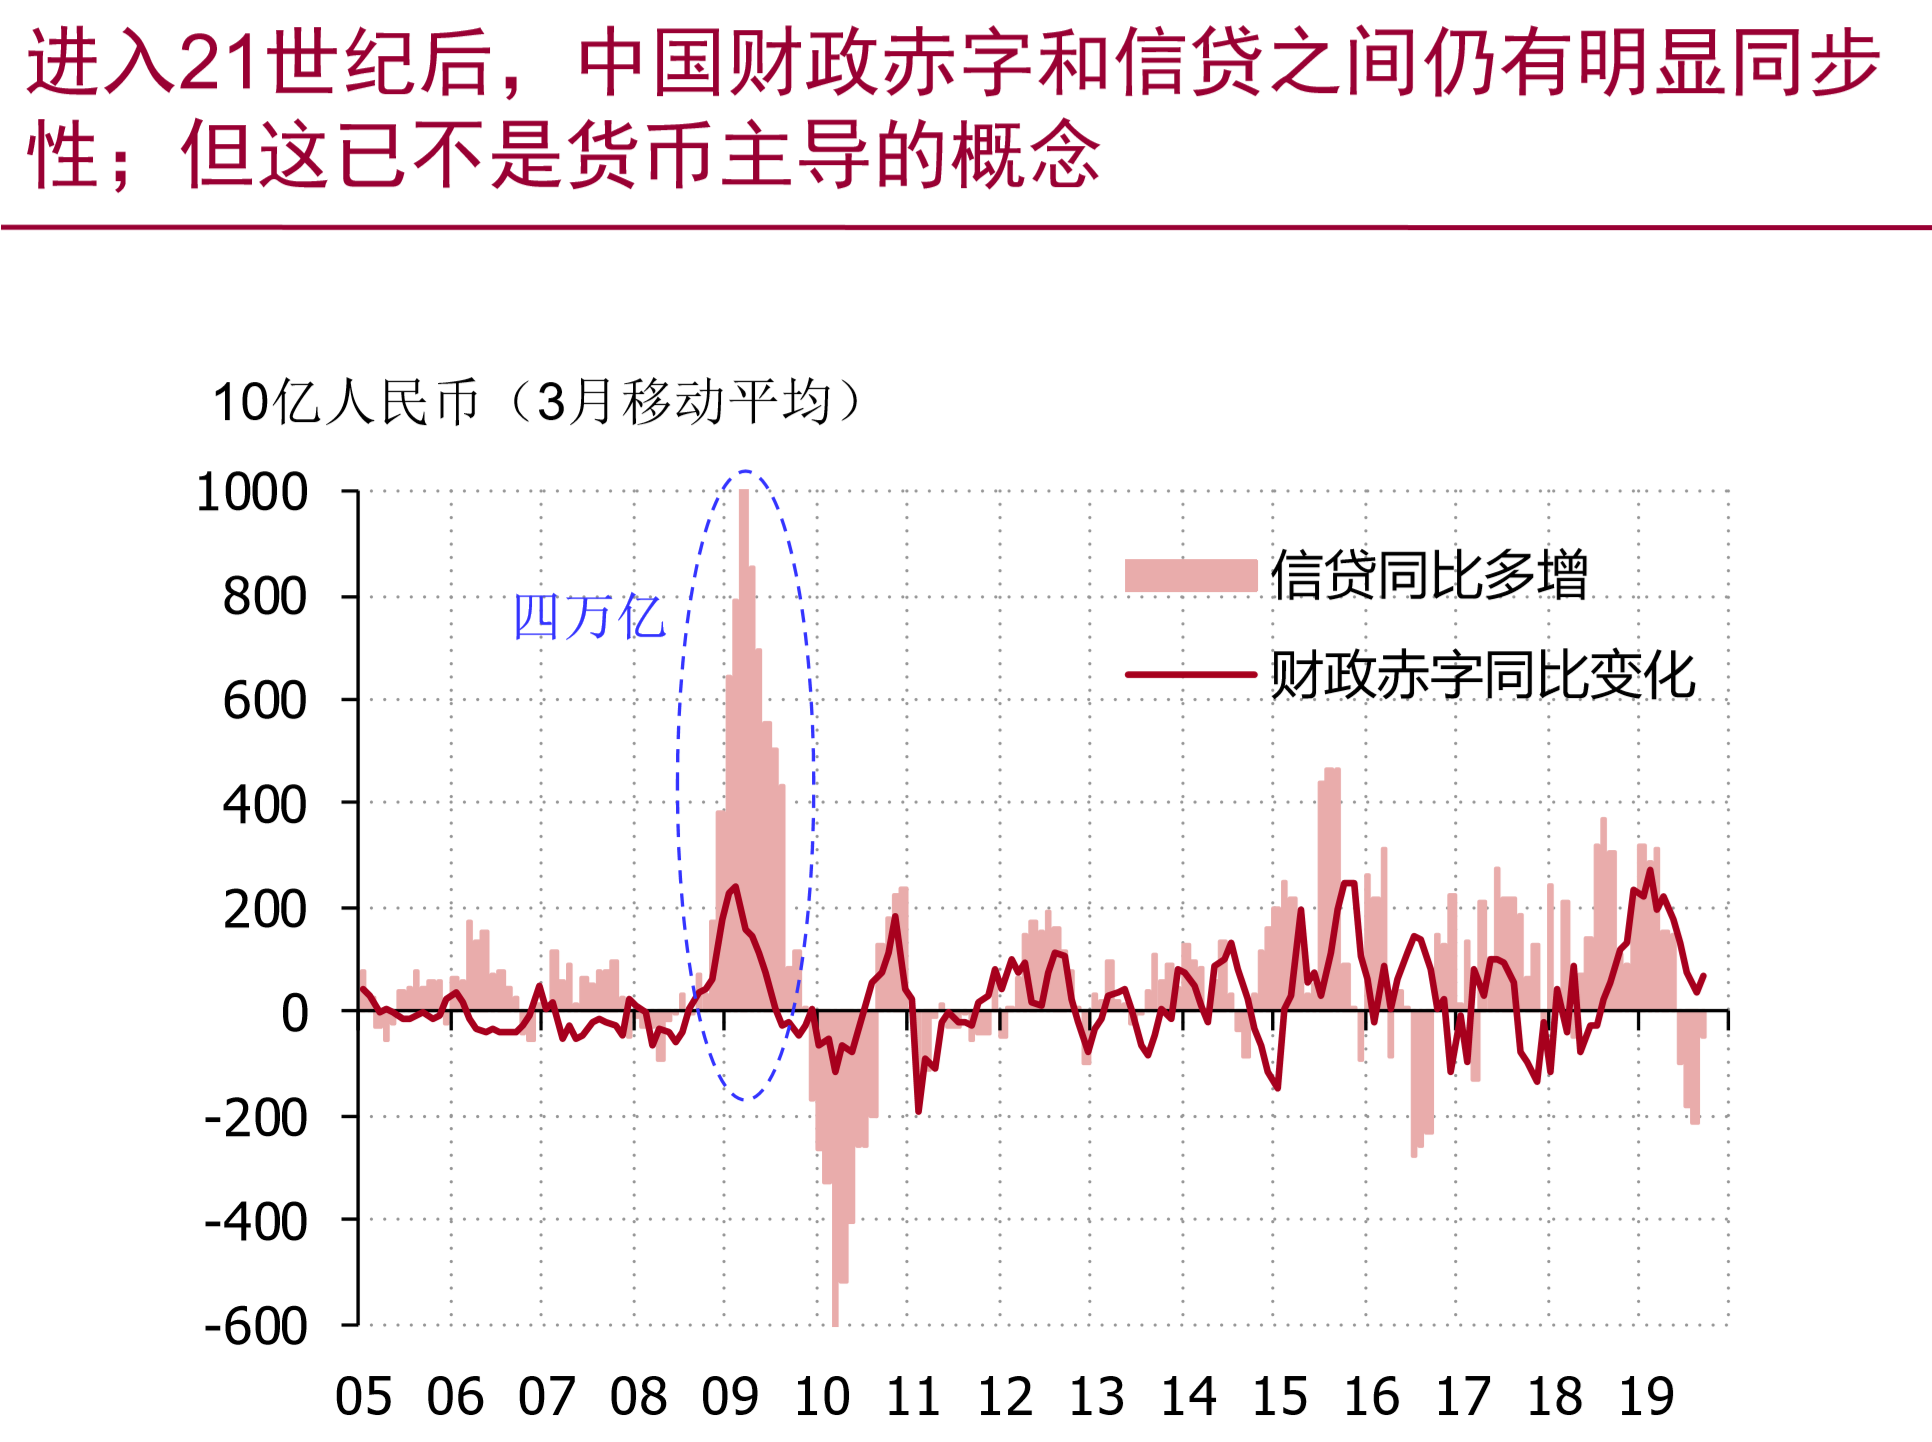 进入21世纪后，中国财政赤字和信贷之间仍有明显同步
性；但这已不是货币主导的概念
10亿人民币（3月移动平均）
1000
800
600
400
200
0
-200
-400
-600
四万亿
信贷同比多增
财政赤字同比变化
05 06 07 08 09 10 11 12 13 14 15 16 17 18 19